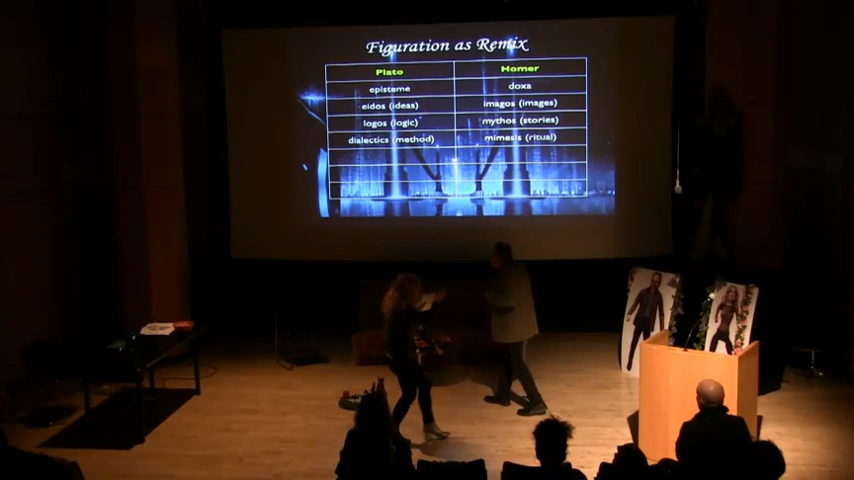 Figuration as Remix
Plato Homer
episteme doxa
eidos (ideas) imagos (images)
logos (logic) mythos (stories)
dialectics (method) mimesis (ritual)